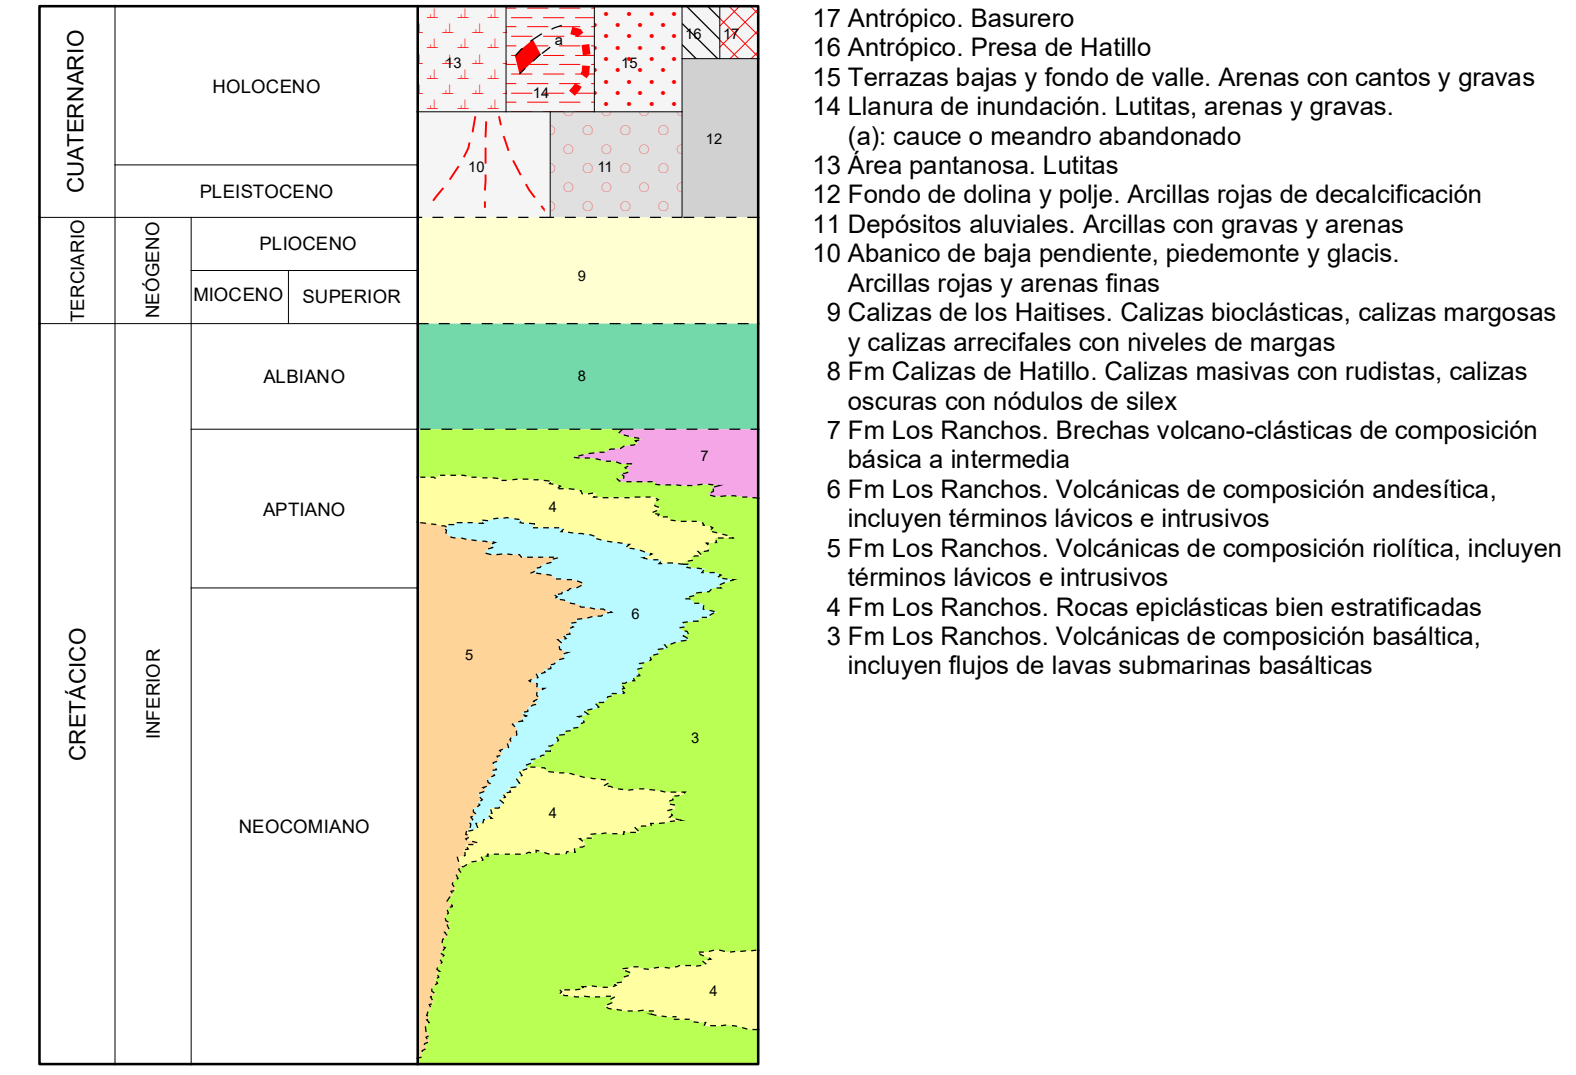 CUATERNARIO
HOLOCENO
PLEISTOCENO
TERCIARIO
NEÓGENO
PLIOCENO
MIOCENO
SUPERIOR
CRETÁCICO
INFERIOR
ALBIANO
APTIANO
NEOCOMIANO
13
a
14
15
16
17
10
11
12
9
8
7
4
6
5
3
4
4
17 Antrópico. Basurero
16 Antrópico. Presa de Hatillo
15 Terrazas bajas y fondo de valle. Arenas con cantos y gravas
14 Llanura de inundación. Lutitas, arenas y gravas.
(a): cauce o meandro abandonado
13 Área pantanosa. Lutitas
12 Fondo de dolina y polje. Arcillas rojas de decalcificación
11 Depósitos aluviales. Arcillas con gravas y arenas
10 Abanico de baja pendiente, piedemonte y glacis.
Arcillas rojas y arenas finas
9 Calizas de los Haitises. Calizas bioclásticas, calizas margosas
y calizas arrecifales con niveles de margas
8 Fm Calizas de Hatillo. Calizas masivas con rudistas, calizas
oscuras con nódulos de silex
7 Fm Los Ranchos. Brechas volcano-clásticas de composición
básica a intermedia
6 Fm Los Ranchos. Volcánicas de composición andesítica,
incluyen términos lávicos e intrusivos
5 Fm Los Ranchos. Volcánicas de composición riolítica, incluyen
términos lávicos e intrusivos
4 Fm Los Ranchos. Rocas epiclásticas bien estratificadas
3 Fm Los Ranchos. Volcánicas de composición basáltica,
incluyen flujos de lavas submarinas basálticas